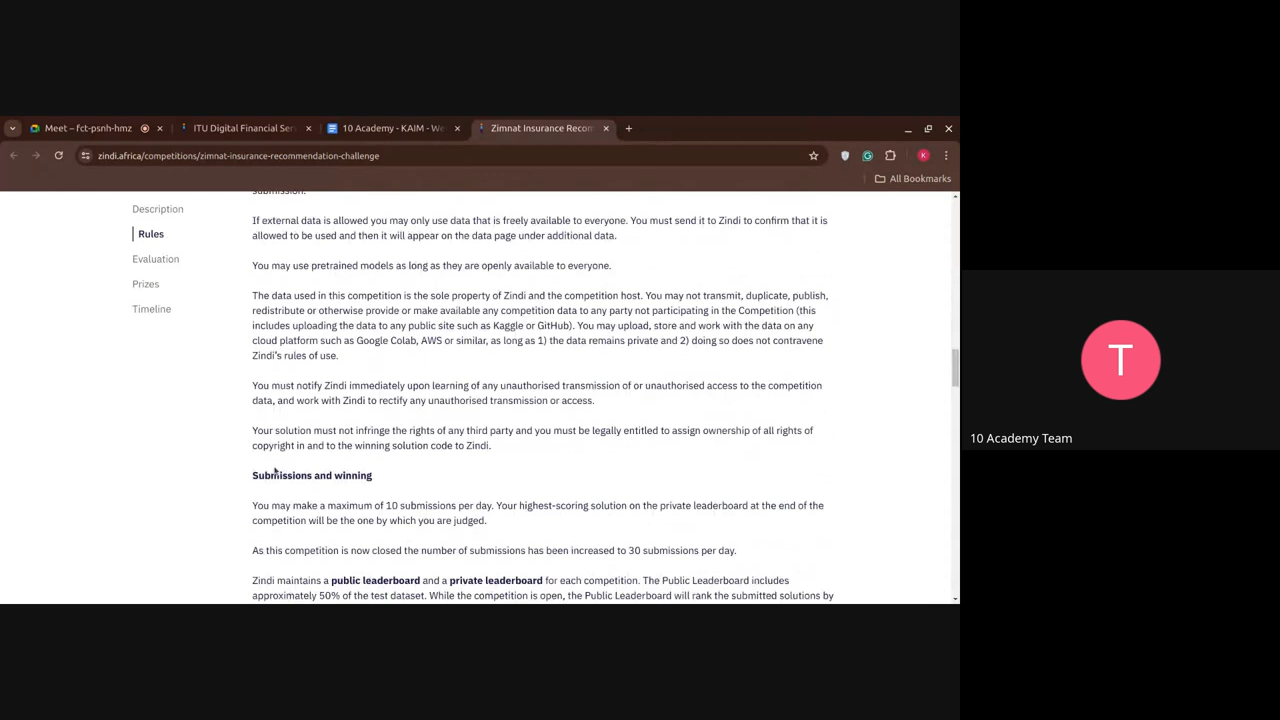 Meet – fct-psnh-hmz
ITU Digital Financial Ser
10 Academy - KAIM - We
Zimnat Insurance Recom
zindi.africa/competitions/zimnat-insurance-recommendation-challenge
K
All Bookmarks
submission.
Description
Rules
Evaluation
Prizes
Timeline
If external data is allowed you may only use data that is freely available to everyone. You must send it to Zindi to confirm that it is
allowed to be used and then it will appear on the data page under additional data.
You may use pretrained models as long as they are openly available to everyone.
The data used in this competition is the sole property of Zindi and the competition host. You may not transmit, duplicate, publish,
redistribute or otherwise provide or make available any competition data to any party not participating in the Competition (this
includes uploading the data to any public site such as Kaggle or GitHub). You may upload, store and work with the data on any
cloud platform such as Google Colab, AWS or similar, as long as 1) the data remains private and 2) doing so does not contravene
Zindi's rules of use.
You must notify Zindi immediately upon learning of any unauthorised transmission of or unauthorised access to the competition
data, and work with Zindi to rectify any unauthorised transmission or access.
Your solution must not infringe the rights of any third party and you must be legally entitled to assign ownership of all rights of
copyright in and to the winning solution code to Zindi.
Submissions and winning
You may make a maximum of 10 submissions per day. Your highest-scoring solution on the private leaderboard at the end of the
competition will be the one by which you are judged.
As this competition is now closed the number of submissions has been increased to 30 submissions per day.
Zindi maintains a public leaderboard and a private leaderboard for each competition. The Public Leaderboard includes
approximately 50% of the test dataset. While the competition is open, the Public Leaderboard will rank the submitted solutions by
T
10 Academy Team